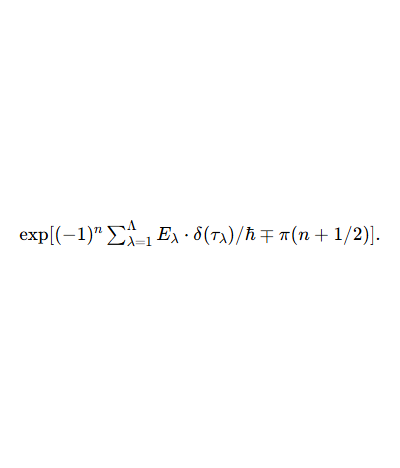 exp[(−1)ⁿ ∑_{λ=1}^{Λ} E_λ · δ(τ_λ)/ħ ∓ π(n + 1/2)].